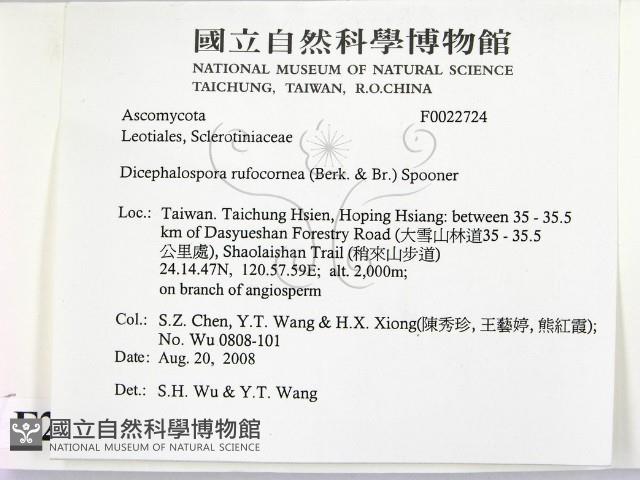 國立自然科學博物館
NATIONAL MUSEUM OF NATURAL SCIENCE
TAICHUNG, TAIWAN, R.O.CHINA
Ascomycota F0022724
Leotiales, Sclerotiniaceae
Dicephalospora rufocornea (Berk. & Br.) Spooner
Loc.: Taiwan. Taichung Hsien, Hoping Hsiang: between 35 - 35.5
km of Dasyueshan Forestry Road (大雪山林道35 - 35.5
公里處), Shaolaishan Trail (稍來山步道)
24.14.47N, 120.57.59E; alt. 2,000m;
on branch of angiosperm
Col.: S.Z. Chen, Y.T. Wang & H.X. Xiong(陳秀珍, 王藝婷, 熊紅霞);
No. Wu 0808-101
Date: Aug. 20, 2008
Det.: S.H. Wu & Y.T. Wang
國立自然科學博物館
NATIONAL MUSEUM OF NATURAL SCIENCE